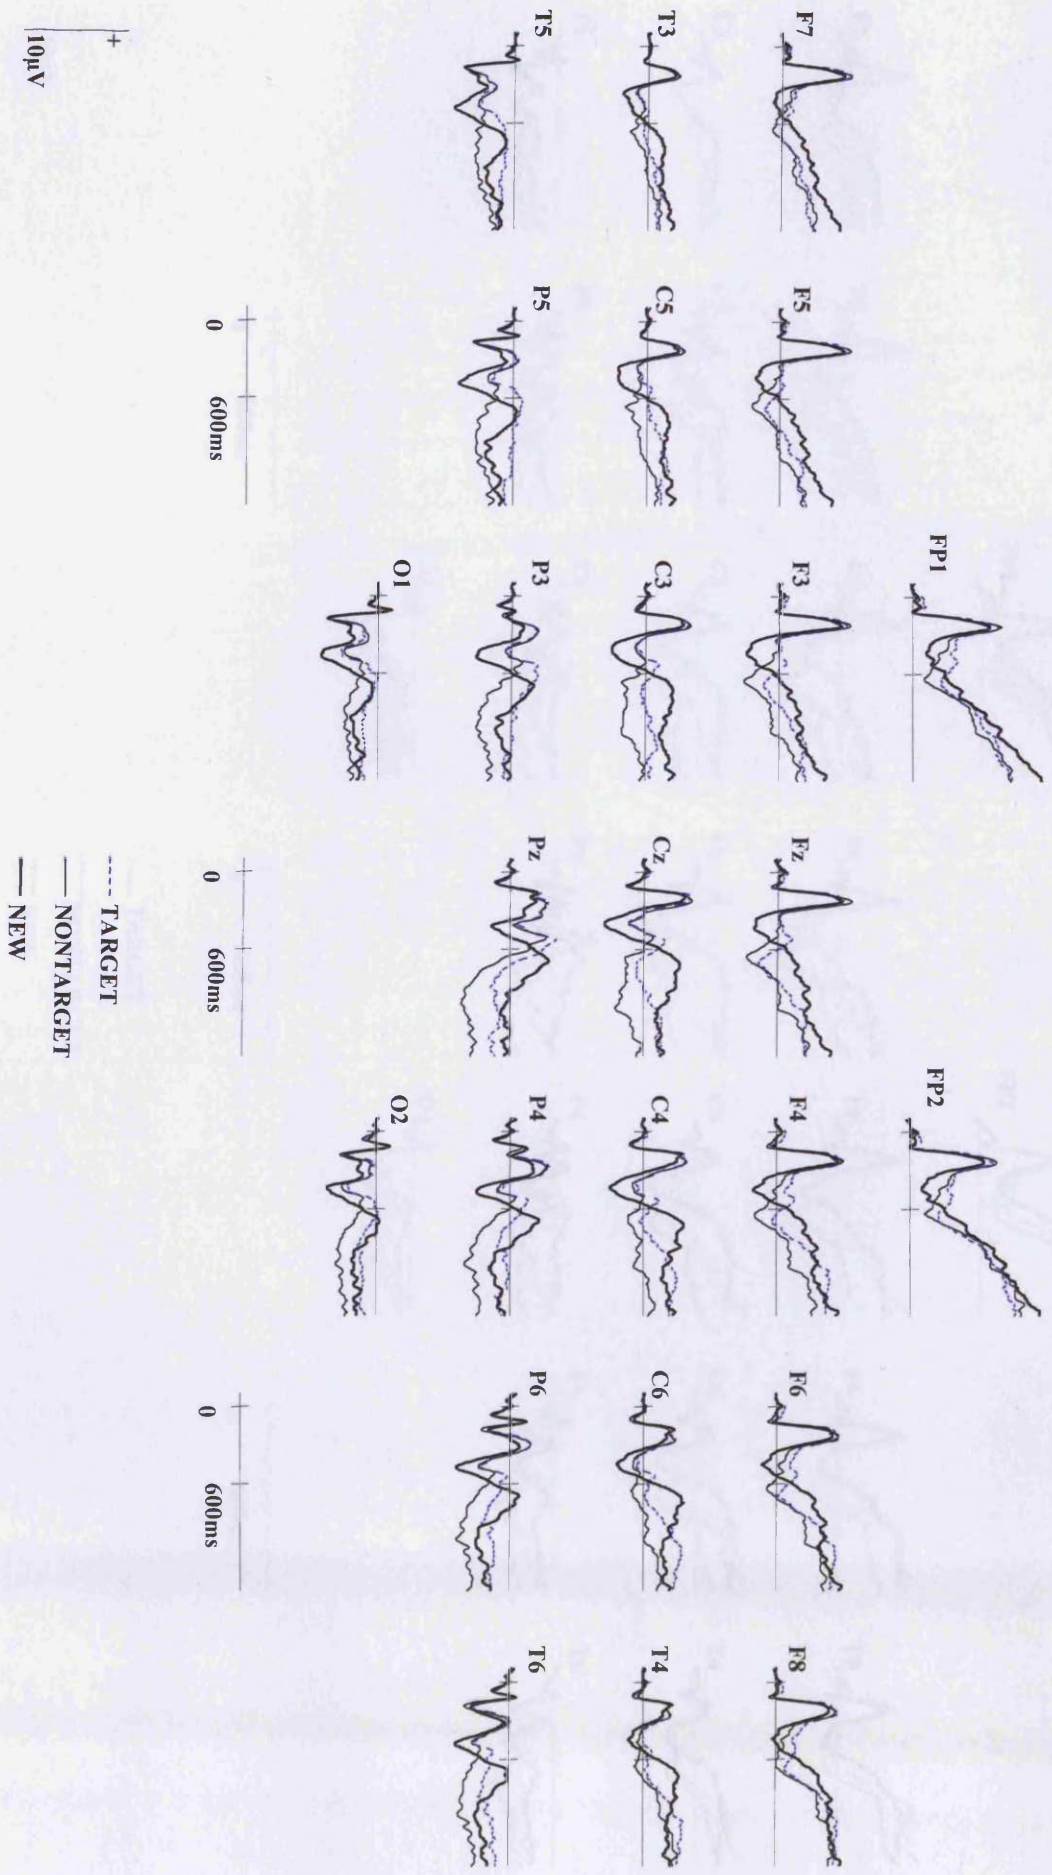 FP1 FP2
F7 F5 F3 Fz F4 F6 F8
T3 C5 C3 Cz C4 C6 T4
T5 P5 P3 Pz P4 P6 T6
O1 O2
0 600ms 0 600ms 0 600ms
TARGET
NONTARGET
NEW
+
10µV